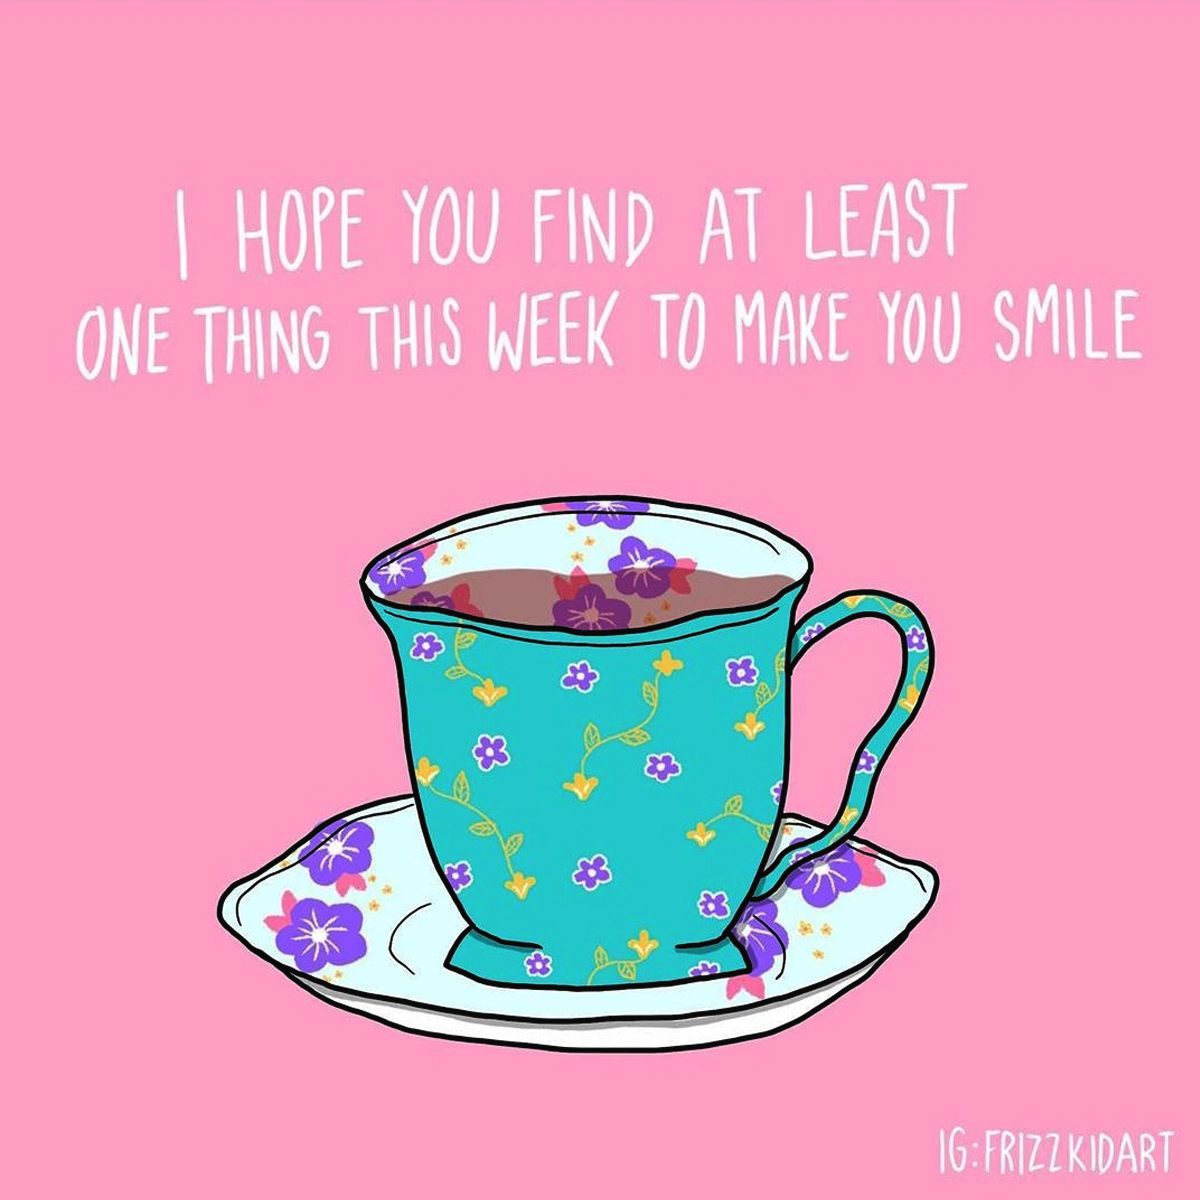 I HOPE YOU FIND AT LEAST
ONE THING THIS WEEK TO MAKE YOU SMILE
IG:FRIZZKIDART